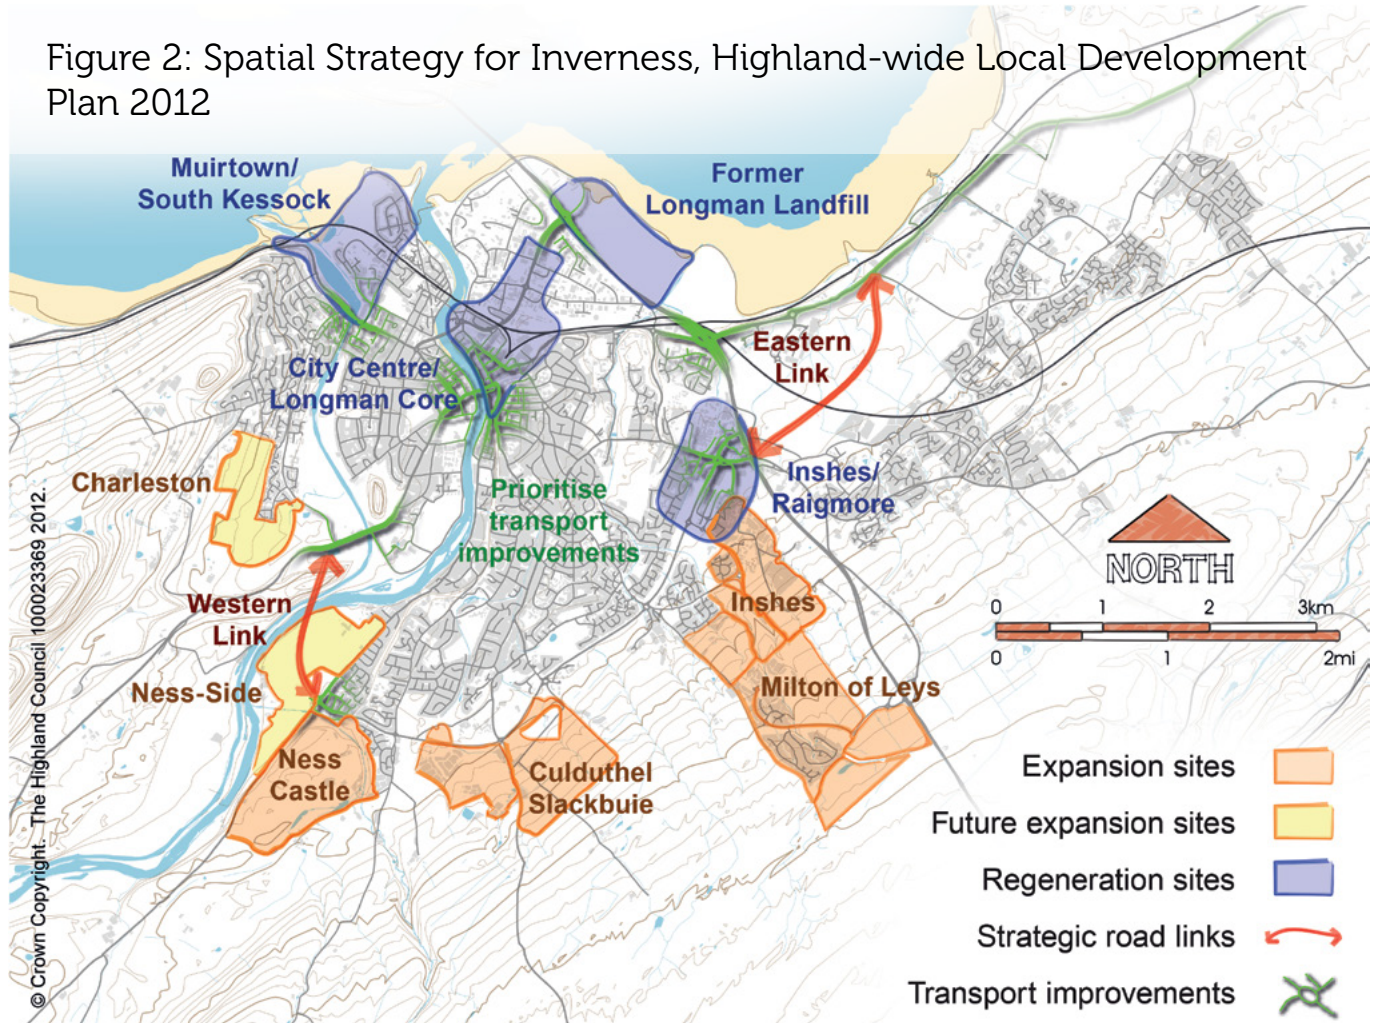 Figure 2: Spatial Strategy for Inverness, Highland-wide Local Development
Plan 2012
Muirtown/
South Kessock
Former
Longman Landfill
City Centre/
Longman Core
Eastern
Link
Charleston
Prioritise
transport
improvements
Inshes/
Raigmore
NORTH
0 1 2 3km
0 1 2mi
Western
Link
Inshes
Ness-Side
Milton of Leys
Ness
Castle
Culduthel
Slackbuie
Expansion sites
Future expansion sites
Regeneration sites
Strategic road links
Transport improvements
© Crown Copyright. The Highland Council 100023369 2012.